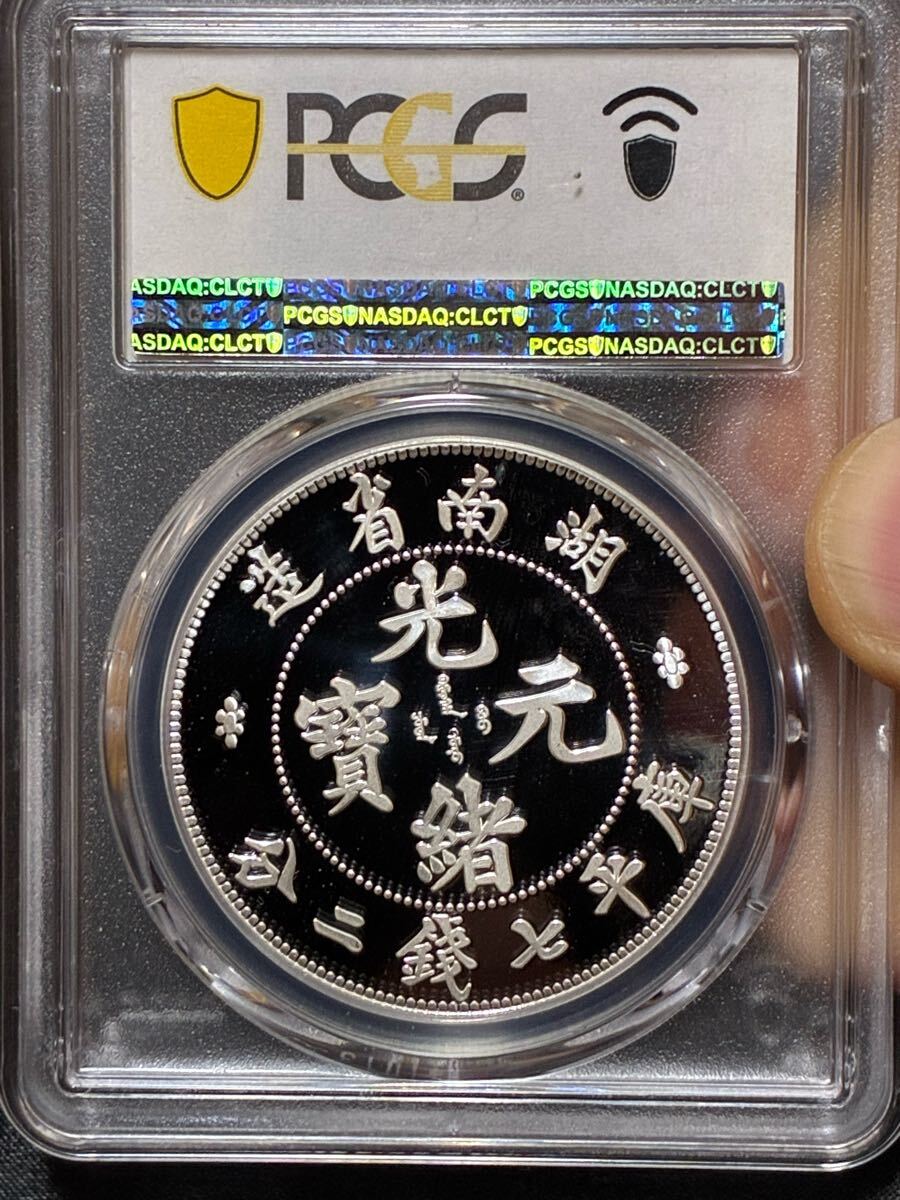 PCGS®
NASDAQ:CLCT PCGS NASDAQ:CLCT
PCGS NASDAQ:CLCT
NASDAQ:CLCT PCGS NASDAQ:CLCT
湖南省造
光緒元寶
庫平七錢二分